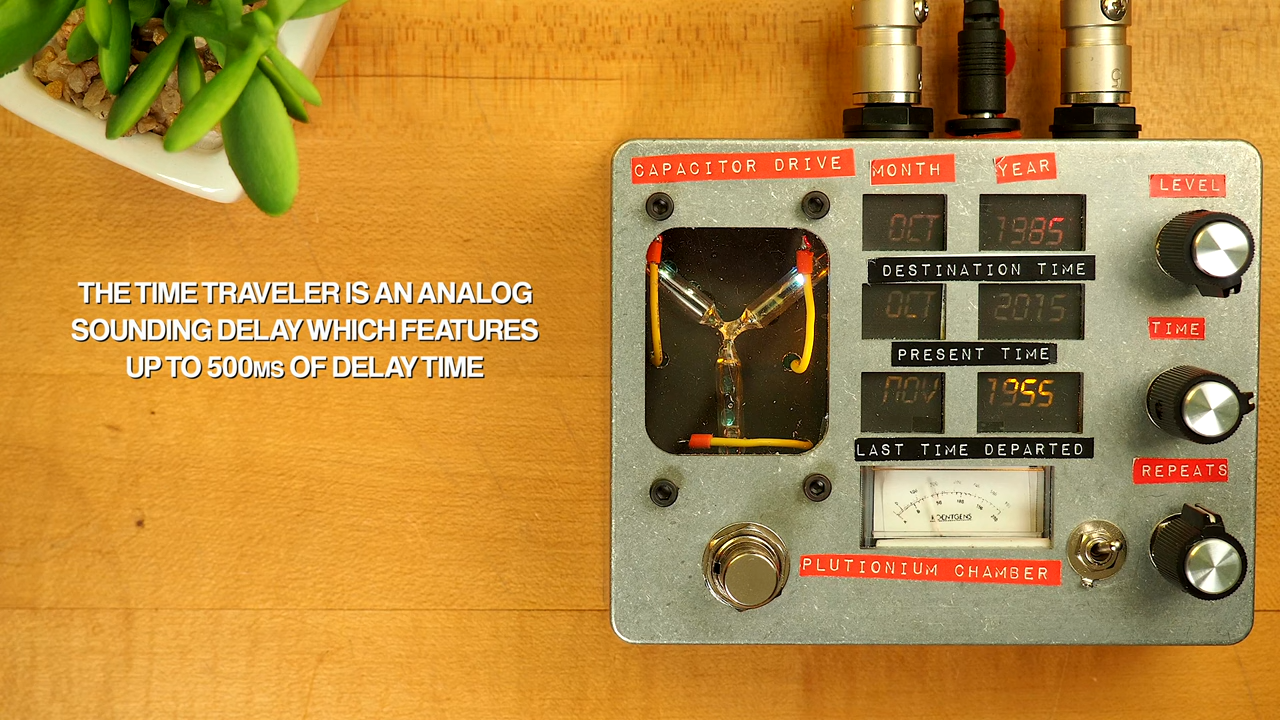 THE TIME TRAVELER IS AN ANALOG
SOUNDING DELAY WHICH FEATURES
UP TO 500MS OF DELAY TIME
CAPACITOR DRIVE
MONTH YEAR
LEVEL
OCT 1985
DESTINATION TIME
OCT 2015
TIME
PRESENT TIME
NOV 1955
LAST TIME DEPARTED
REPEATS
ROENTGENS
PLUTIONIUM CHAMBER